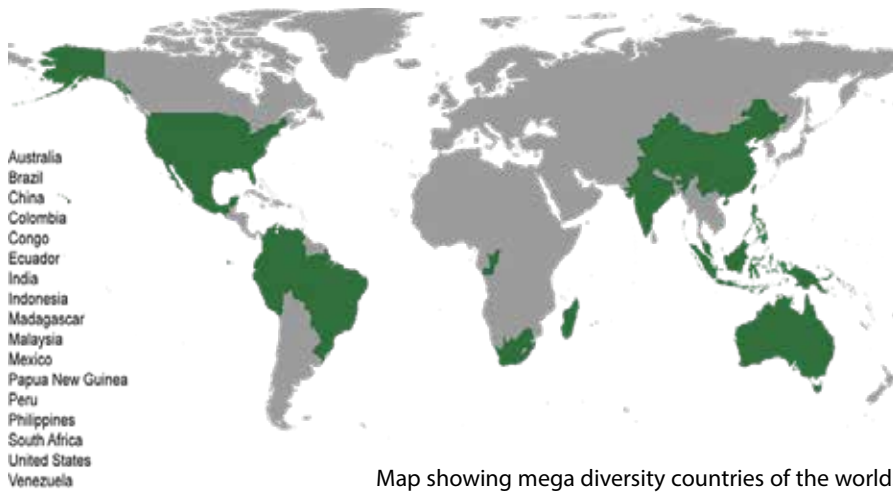 Australia
Brazil
China
Colombia
Congo
Ecuador
India
Indonesia
Madagascar
Malaysia
Mexico
Papua New Guinea
Peru
Philippines
South Africa
United States
Venezuela
Map showing mega diversity countries of the world